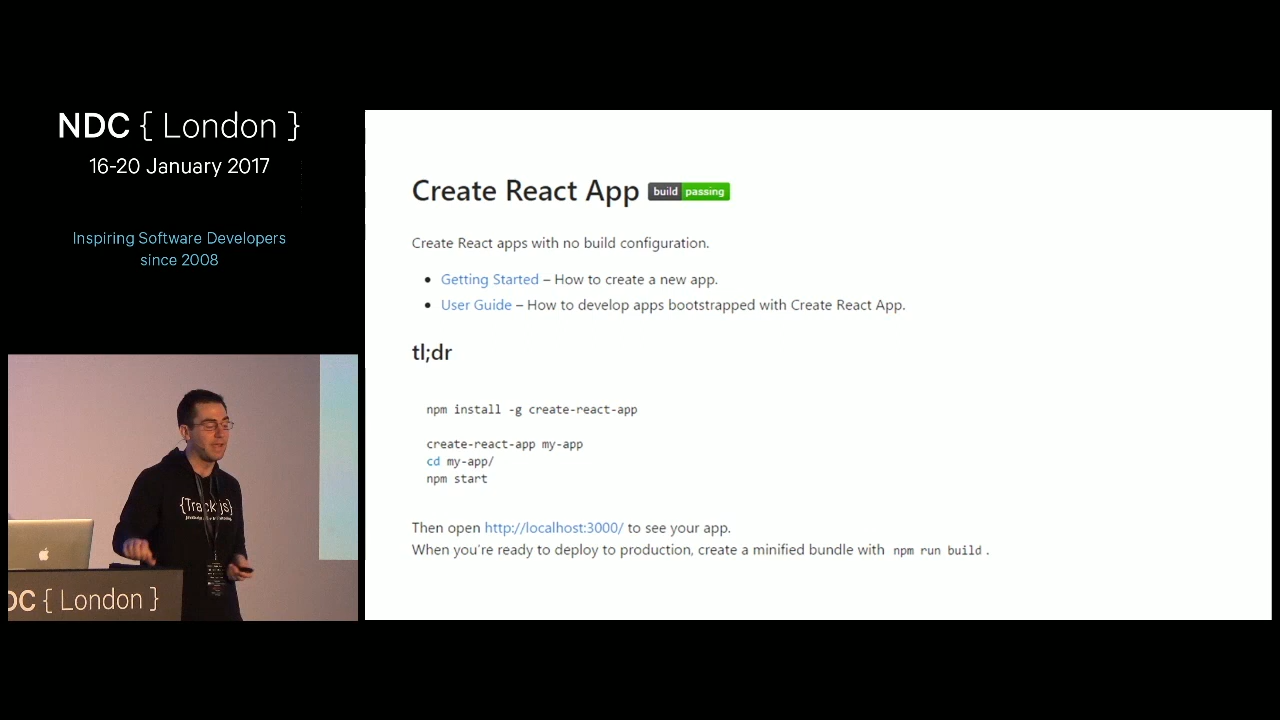 NDC { London }
16-20 January 2017
Inspiring Software Developers
since 2008
{Track:js}
DC { London }
Create React App build passing
Create React apps with no build configuration.
• Getting Started – How to create a new app.
• User Guide – How to develop apps bootstrapped with Create React App.
tl;dr
npm install -g create-react-app
create-react-app my-app
cd my-app/
npm start
Then open http://localhost:3000/ to see your app.
When you're ready to deploy to production, create a minified bundle with npm run build .